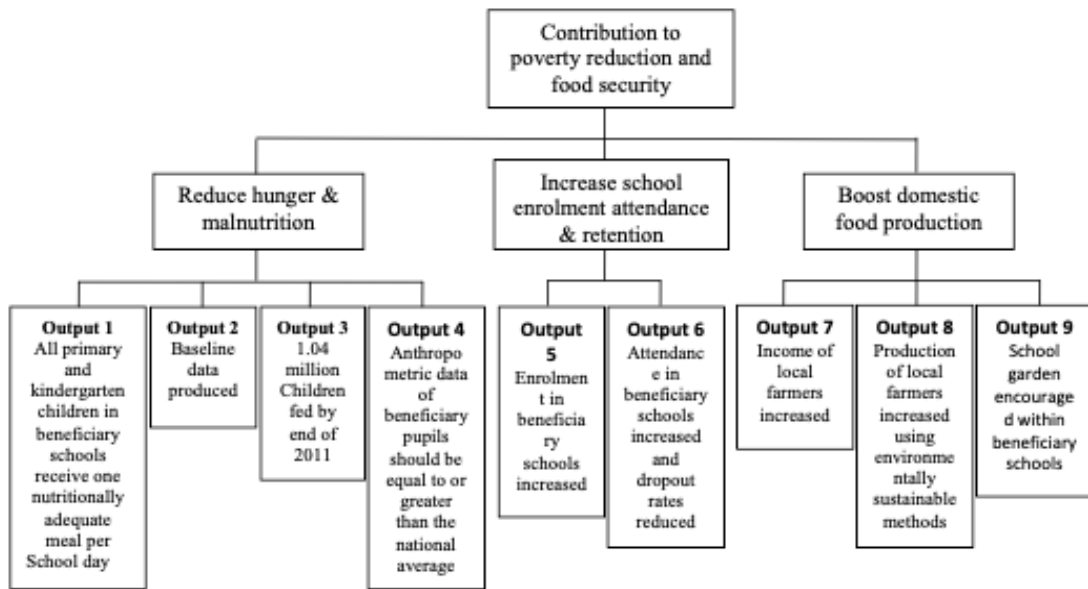 Contribution to
poverty reduction and
food security
Reduce hunger &
malnutrition
Increase school
enrolment attendance
& retention
Boost domestic
food production
Output 1
All primary
and
kindergarten
children in
beneficiary
schools
receive one
nutritionally
adequate
meal per
School day
Output 2
Baseline
data
produced
Output 3
1.04
million
Children
fed by
end of
2011
Output 4
Anthropo
metric data
of
beneficiary
pupils
should be
equal to or
greater
than the
national
average
Output
5
Enrolmen
t in
beneficia
ry
schools
increased
Output 6
Attendanc
e in
beneficiary
schools
increased
and
dropout
rates
reduced
Output 7
Income of
local
farmers
increased
Output 8
Production
of local
farmers
increased
using
environme
ntally
sustainable
methods
Output 9
School
garden
encourage
d within
beneficiary
schools